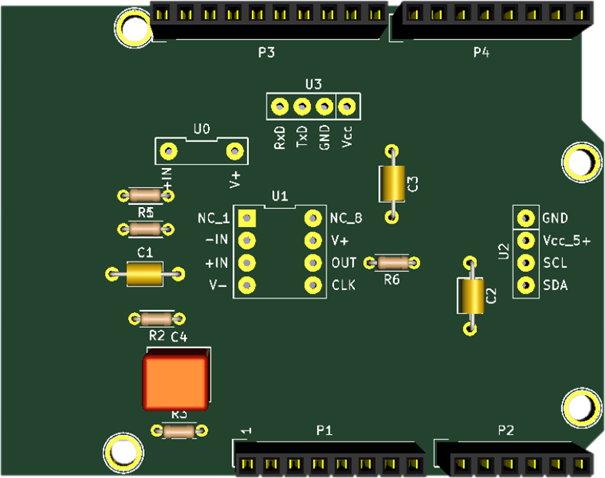 P3
P4
U3
RxD
TxD
GND
Vcc
U0
+IN
V+
C3
U1
NC_1
NC_8
-IN
V+
+IN
OUT
V-
CLK
GND
Vcc_5+
SCL
SDA
U2
C1
R6
C2
R2
C4
R3
1
P1
P2